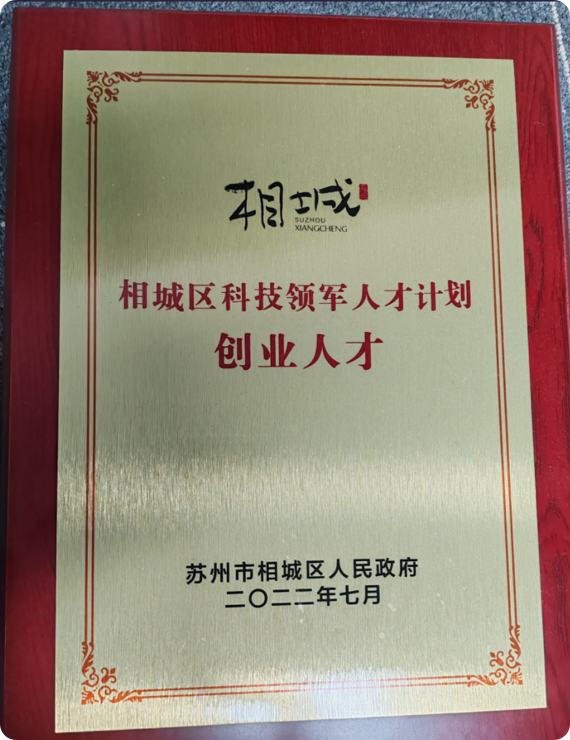 相城
SUZHOU
XIANGCHENG
相城区科技领军人才计划
创业人才
苏州市相城区人民政府
二〇二二年七月